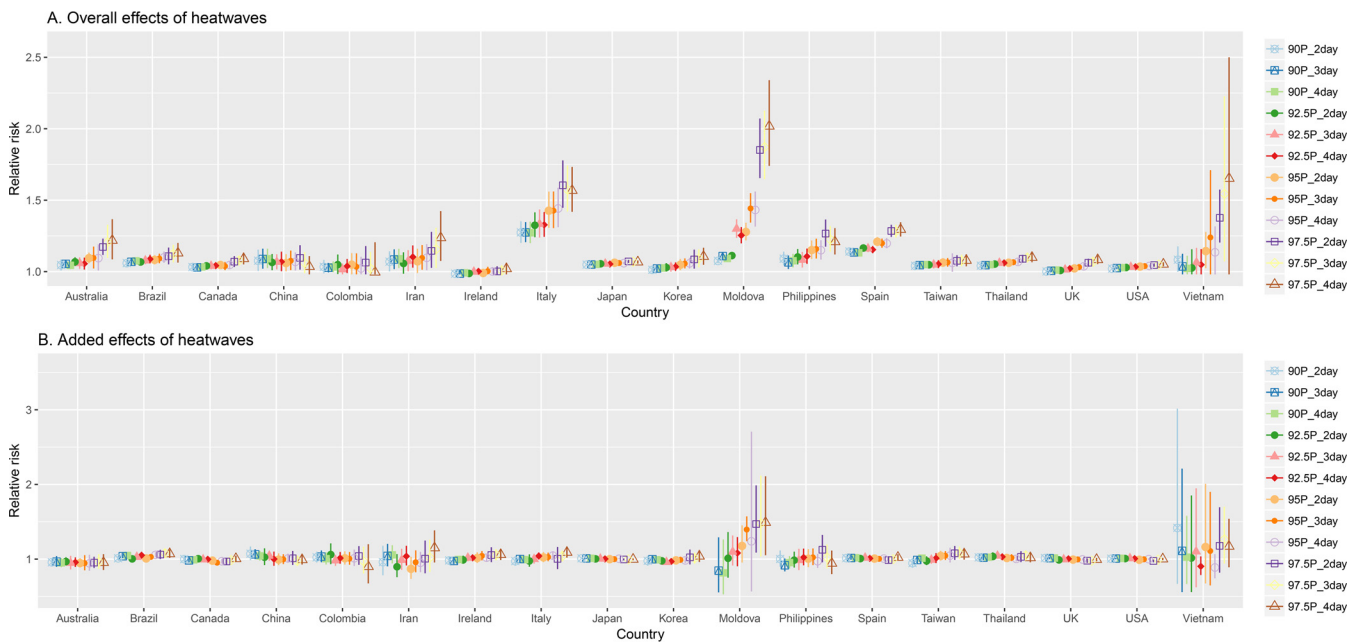 A. Overall effects of heatwaves
2.5
2.0
1.5
1.0
Relative risk
Australia Brazil Canada China Colombia Iran Ireland Italy Japan Korea Moldova Philippines Spain Taiwan Thailand UK USA Vietnam
Country
90P_2day
90P_3day
90P_4day
92.5P_2day
92.5P_3day
92.5P_4day
95P_2day
95P_3day
95P_4day
97.5P_2day
97.5P_3day
97.5P_4day
B. Added effects of heatwaves
3
2
1
Relative risk
Australia Brazil Canada China Colombia Iran Ireland Italy Japan Korea Moldova Philippines Spain Taiwan Thailand UK USA Vietnam
Country
90P_2day
90P_3day
90P_4day
92.5P_2day
92.5P_3day
92.5P_4day
95P_2day
95P_3day
95P_4day
97.5P_2day
97.5P_3day
97.5P_4day